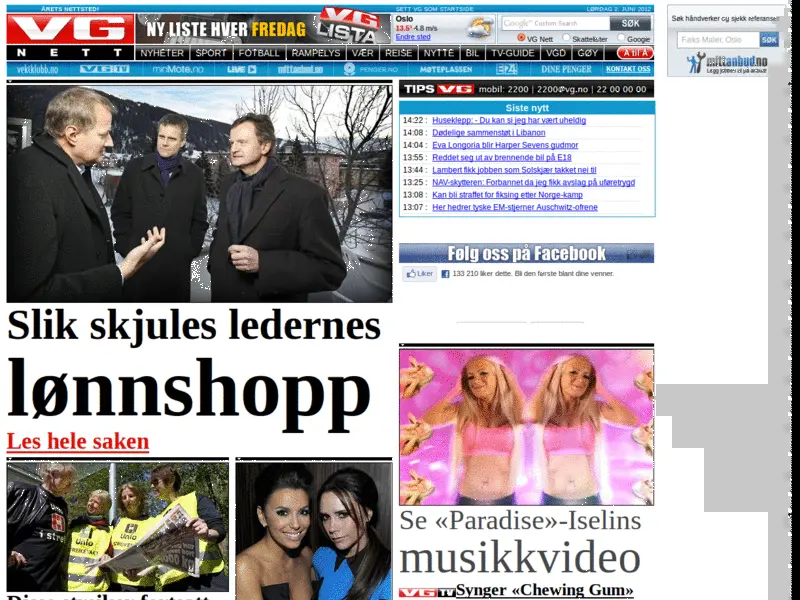 ÅRETS NETTSTED!
SETT VG SOM STARTSIDE
LØRDAG 2. JUNI 2012
VG
NETT
NY LISTE HVER FREDAG
VG
LISTA
Oslo
13.5° 4.8 m/s
Endre sted
Google Custom Search
SØK
VG Nett
Skattelister
Google
NYHETER
SPORT
FOTBALL
RAMPELYS
VÆR
REISE
NYTTE
BIL
TV-GUIDE
VGD
GØY
A til Å
vektklubb.no
VG TV
minMote.no
LIVE
mittanbud.no
PENGER.NO
MØTEPLASSEN
E24
DINE PENGER
KONTAKT OSS
Søk håndverker og sjekk referanser!
F.eks Maler, Oslo
SØK
mittanbud.no
Legg jobben ut på anbud!
TIPS VG mobil: 2200 | 2200@vg.no | 22 00 00 00
Siste nytt
14:22 : Huseklepp: - Du kan si jeg har vært uheldig
14:08 : Dødelige sammenstøt i Libanon
14:04 : Eva Longoria blir Harper Sevens gudmor
13:55 : Reddet seg ut av brennende bil på E18
13:44 : Lambert fikk jobben som Solskjær takket nei til
13:25 : NAV-skytteren: Forbannet da jeg fikk avslag på uføretrygd
13:08 : Kan bli straffet for fiksing etter Norge-kamp
13:07 : Her hedrer tyske EM-stjerner Auschwitz-ofrene
Følg oss på Facebook
Liker
133 210 liker dette. Bli den første blant dine venner.
Slik skjules ledernes
lønnshopp
Les hele saken
Unio
Unio
Se «Paradise»-Iselins
musikkvideo
VG TV Synger «Chewing Gum»